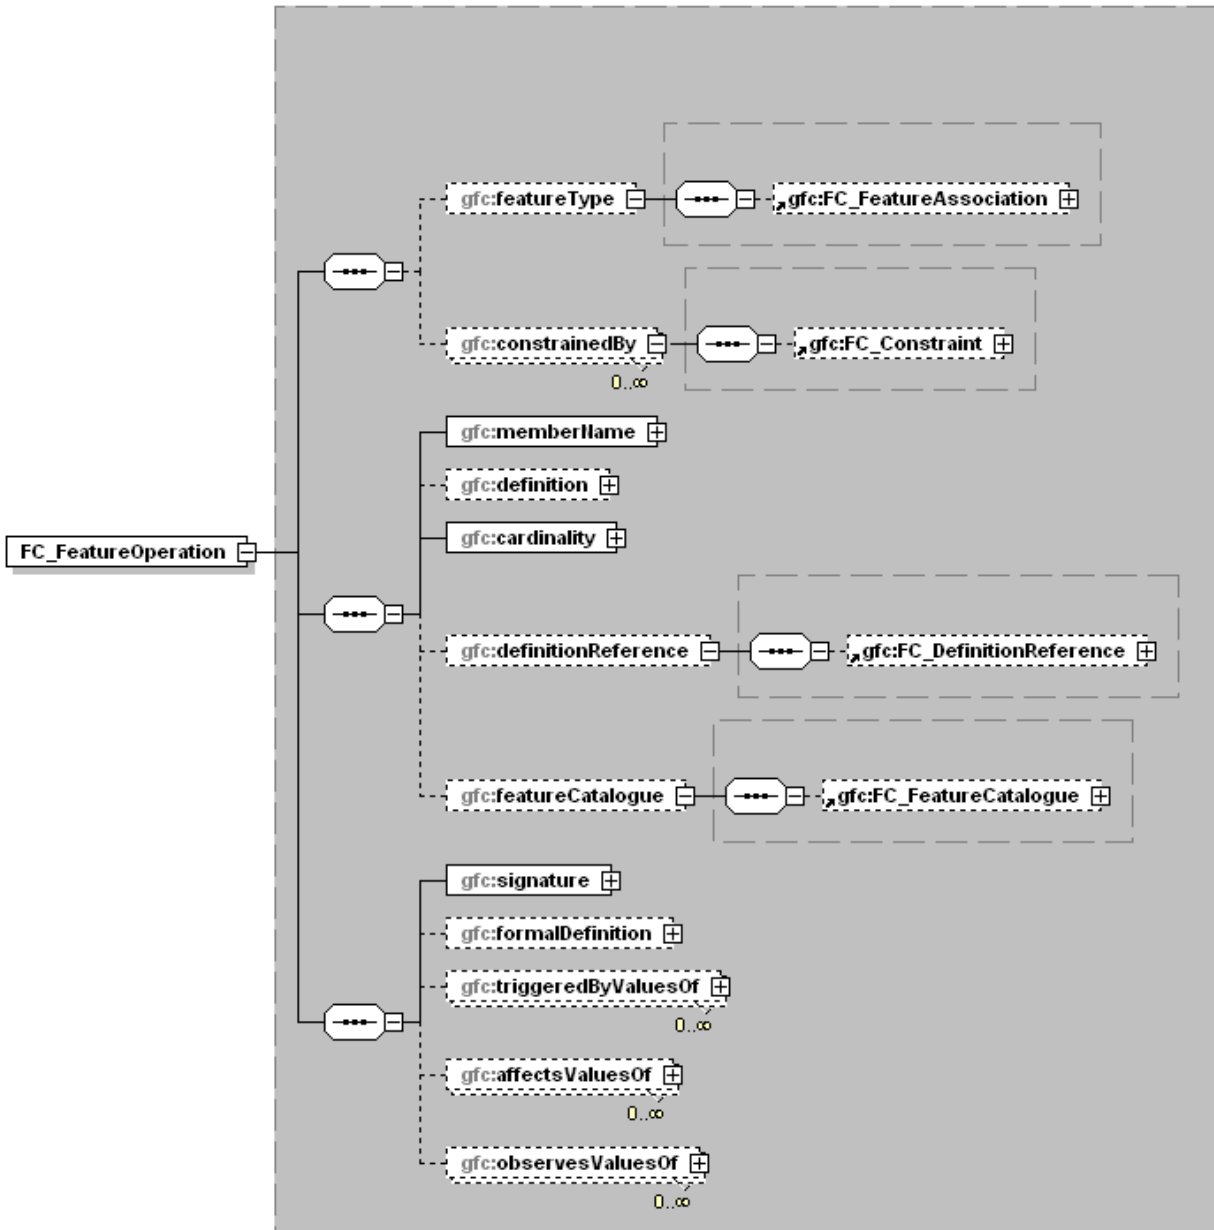 gfc:featureType
gfc:FC_FeatureAssociation
gfc:constrainedBy
gfc:FC_Constraint
0..∞
gfc:memberName
gfc:definition
gfc:cardinality
FC_FeatureOperation
gfc:definitionReference
gfc:FC_DefinitionReference
gfc:featureCatalogue
gfc:FC_FeatureCatalogue
gfc:signature
gfc:formalDefinition
gfc:triggeredByValuesOf
0..∞
gfc:affectsValuesOf
0..∞
gfc:observesValuesOf
0..∞